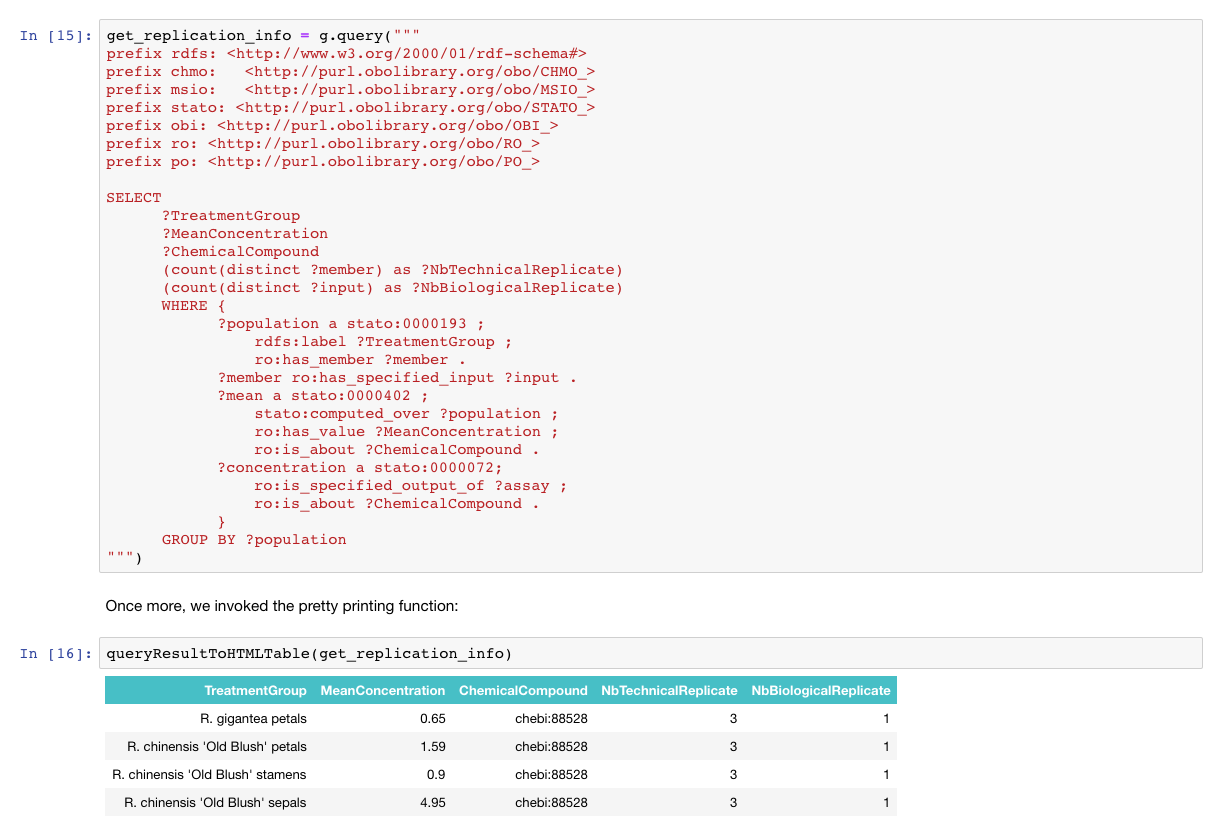 In [15]: get_replication_info = g.query("""
prefix rdfs: <http://www.w3.org/2000/01/rdf-schema#>
prefix chmo:   <http://purl.obolibrary.org/obo/CHMO_>
prefix msio:   <http://purl.obolibrary.org/obo/MSIO_>
prefix stato: <http://purl.obolibrary.org/obo/STATO_>
prefix obi: <http://purl.obolibrary.org/obo/OBI_>
prefix ro: <http://purl.obolibrary.org/obo/RO_>
prefix po: <http://purl.obolibrary.org/obo/PO_>

SELECT
      ?TreatmentGroup
      ?MeanConcentration
      ?ChemicalCompound
      (count(distinct ?member) as ?NbTechnicalReplicate)
      (count(distinct ?input) as ?NbBiologicalReplicate)
      WHERE {
            ?population a stato:0000193 ;
                rdfs:label ?TreatmentGroup ;
                ro:has_member ?member .
            ?member ro:has_specified_input ?input .
            ?mean a stato:0000402 ;
                stato:computed_over ?population ;
                ro:has_value ?MeanConcentration ;
                ro:is_about ?ChemicalCompound .
            ?concentration a stato:0000072;
                ro:is_specified_output_of ?assay ;
                ro:is_about ?ChemicalCompound .
            }
      GROUP BY ?population
""")
Once more, we invoked the pretty printing function:
In [16]: queryResultToHTMLTable(get_replication_info)
TreatmentGroup MeanConcentration ChemicalCompound NbTechnicalReplicate NbBiologicalReplicate
R. gigantea petals 0.65 chebi:88528 3 1
R. chinensis 'Old Blush' petals 1.59 chebi:88528 3 1
R. chinensis 'Old Blush' stamens 0.9 chebi:88528 3 1
R. chinensis 'Old Blush' sepals 4.95 chebi:88528 3 1